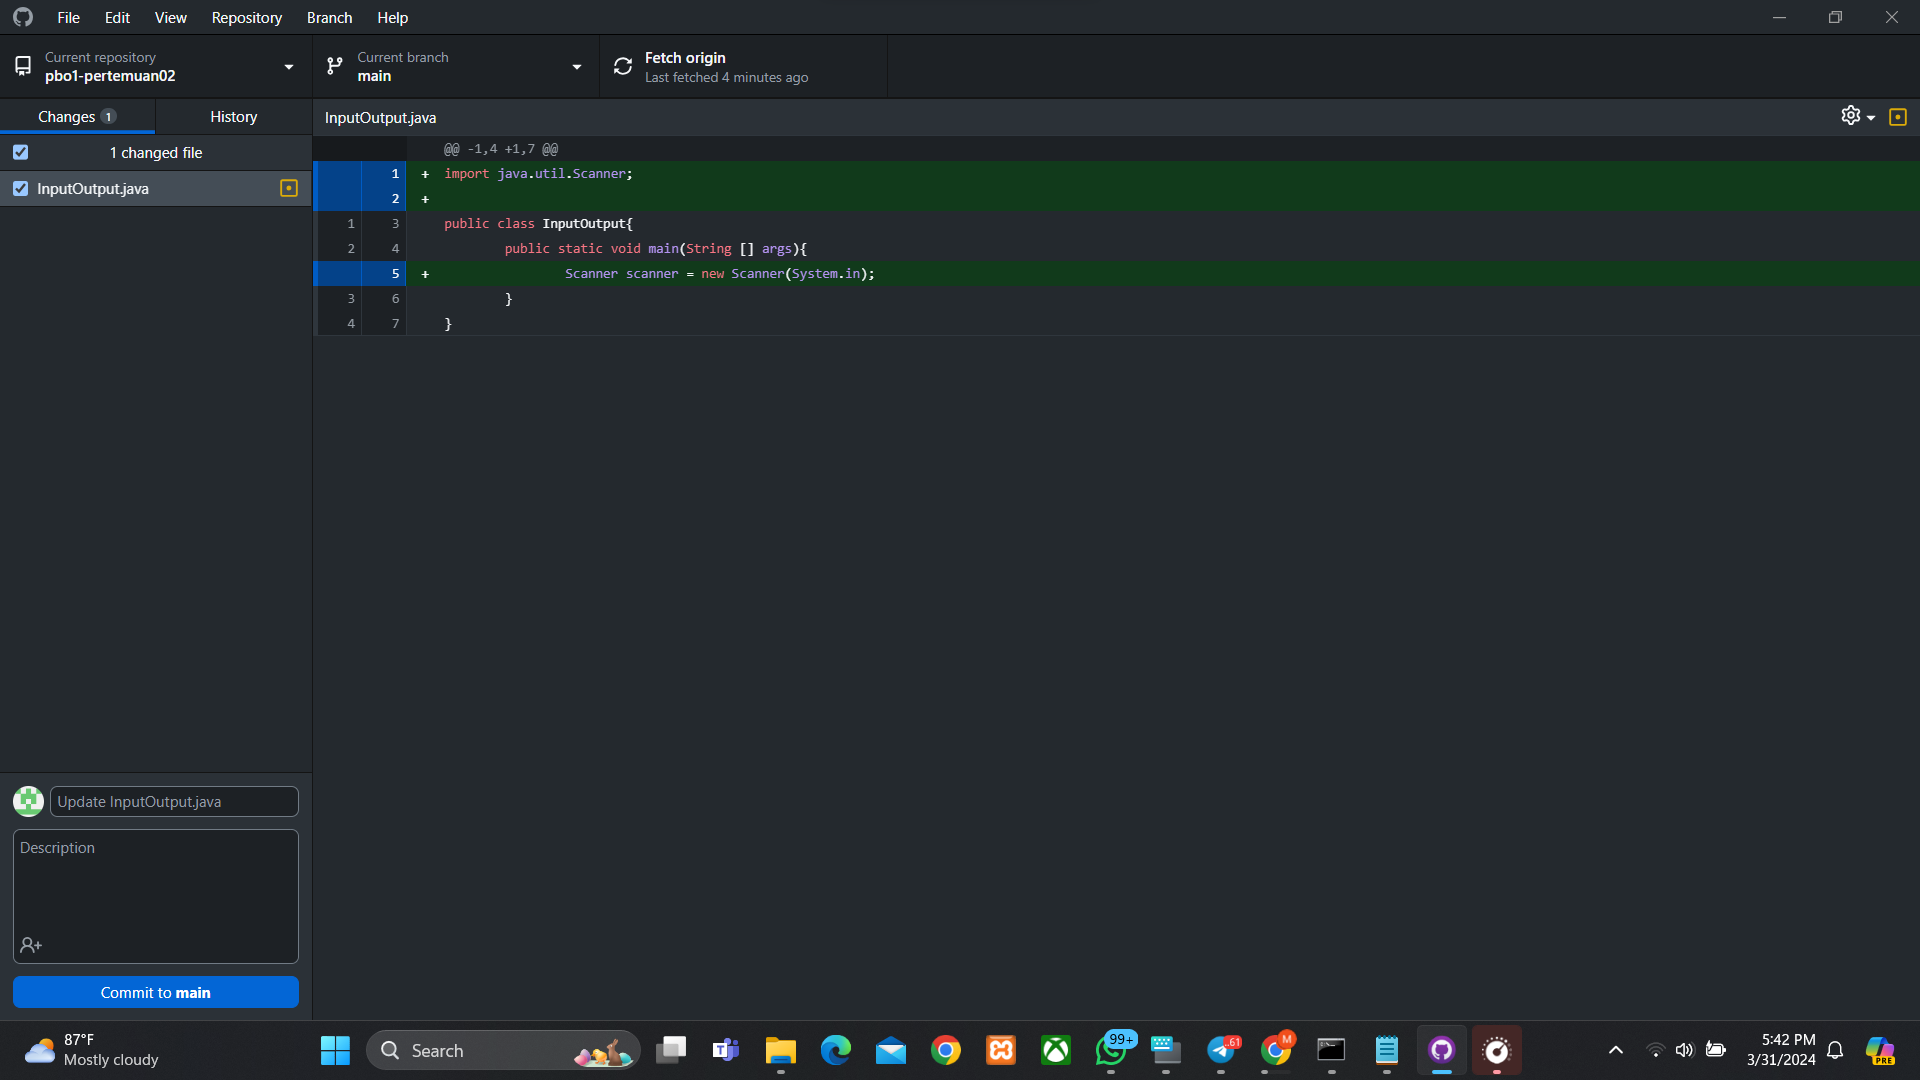 File Edit View Repository Branch Help
Current repository
pbo1-pertemuan02
Current branch
main
Fetch origin
Last fetched 4 minutes ago
Changes 1 History
InputOutput.java
1 changed file
InputOutput.java
@@ -1,4 +1,7 @@
1 + import java.util.Scanner;
2 +
1 3 public class InputOutput{
2 4 public static void main(String [] args){
5 + Scanner scanner = new Scanner(System.in);
3 6 }
4 7 }
Update InputOutput.java
Description
Commit to main
87°F
Mostly cloudy
Search
99+
..61
M
5:42 PM
3/31/2024
PRE